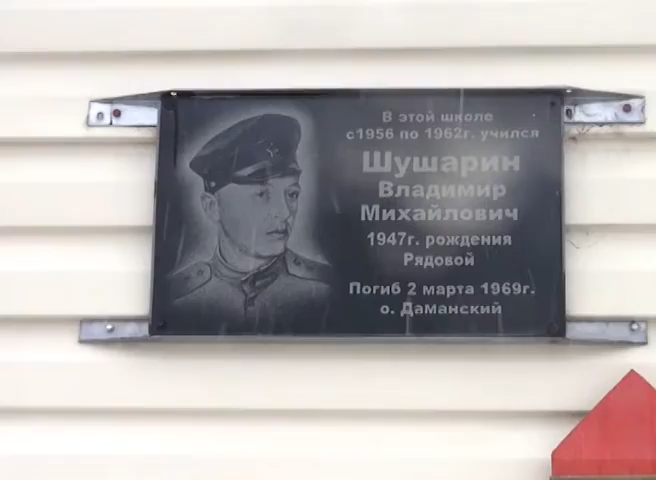 В этой школе
с1956 по 1962г. учился
Шушарин
Владимир
Михайлович
1947г. рождения
Рядовой
Погиб 2 марта 1969г.
о. Даманский